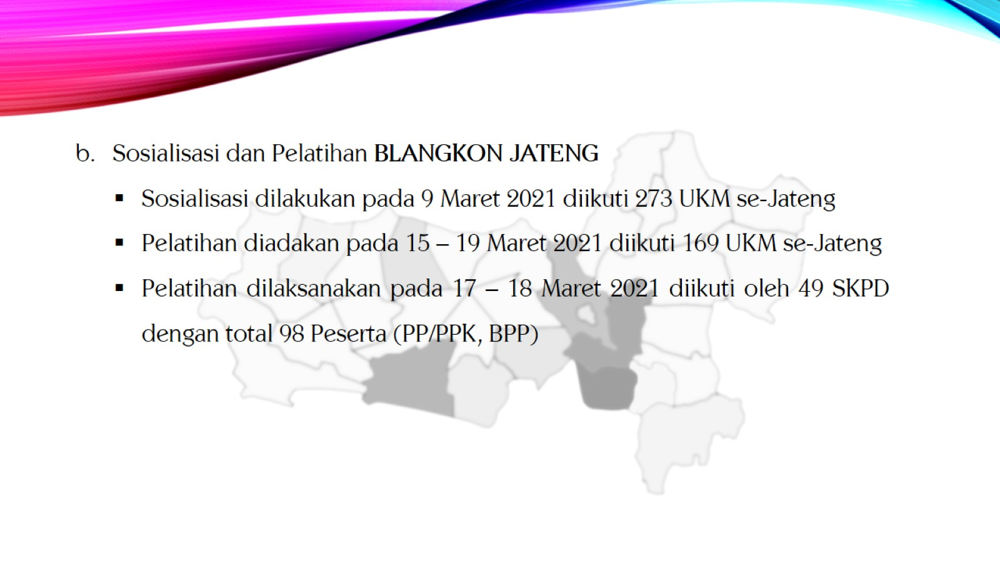 b. Sosialisasi dan Pelatihan BLANGKON JATENG
▪ Sosialisasi dilakukan pada 9 Maret 2021 diikuti 273 UKM se-Jateng
▪ Pelatihan diadakan pada 15 – 19 Maret 2021 diikuti 169 UKM se-Jateng
▪ Pelatihan dilaksanakan pada 17 – 18 Maret 2021 diikuti oleh 49 SKPD
dengan total 98 Peserta (PP/PPK, BPP)